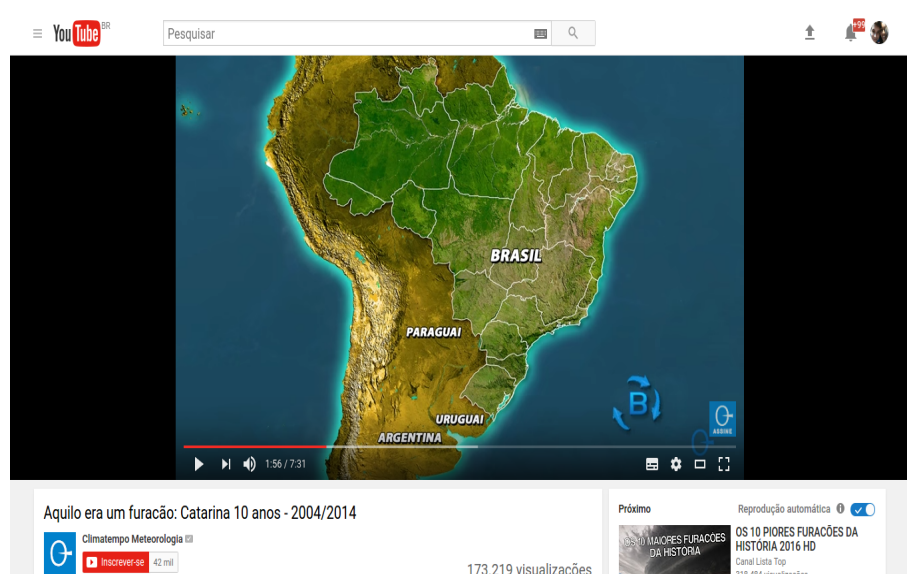 YouTube BR
Pesquisar
+99
BRASIL
PARAGUAI
B
URUGUAI
ASSINE
ARGENTINA
1:56 / 7:31
Aquilo era um furacão: Catarina 10 anos - 2004/2014
Climatempo Meteorologia
Inscrever-se 42 mil
173.219 visualizações
Próximo
Reprodução automática
OS 10 MAIORES FURACÕES
DA HISTÓRIA
OS 10 PIORES FURACÕES DA
HISTÓRIA 2016 HD
Canal Lista Top
visualizações